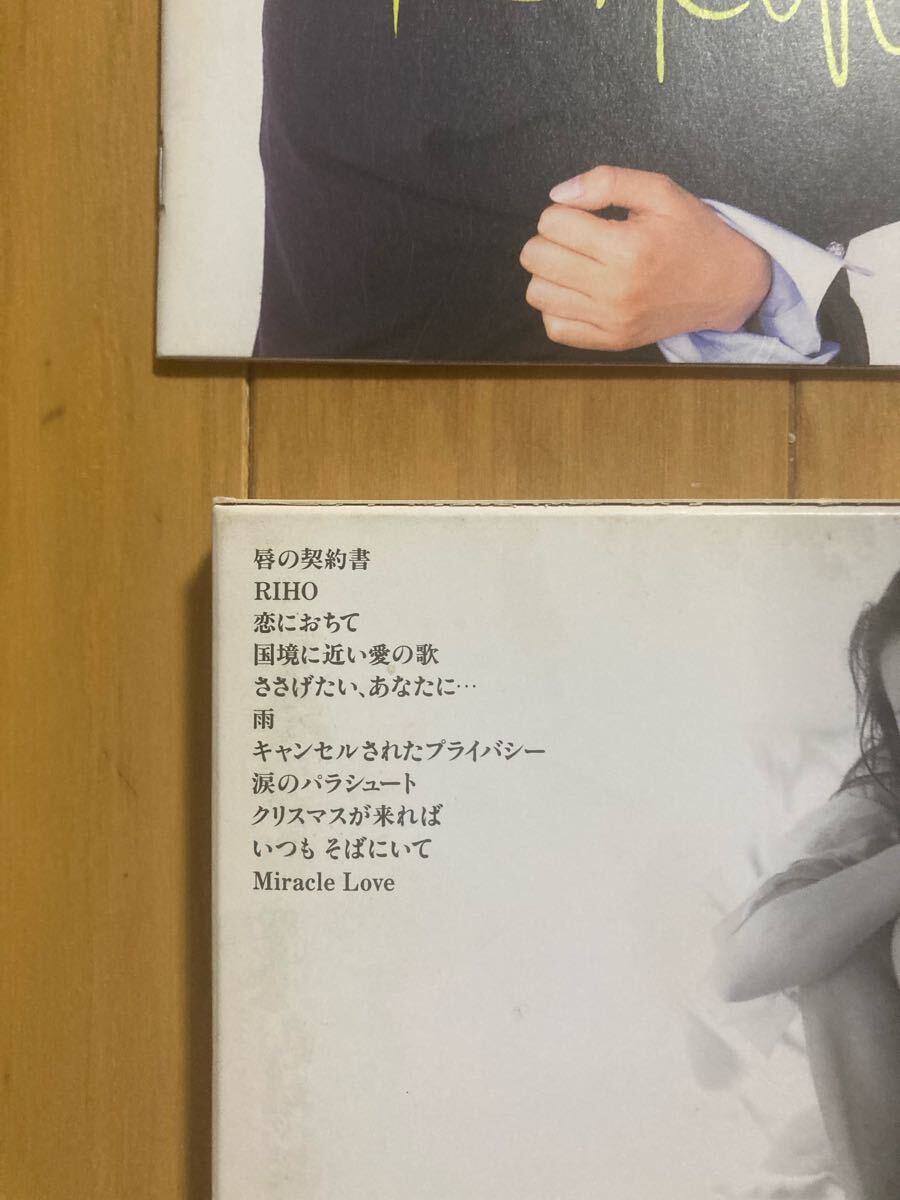 唇の契約書
RIHO
恋におちて
国境に近い愛の歌
ささげたい、あなたに…
雨
キャンセルされたプライバシー
涙のパラシュート
クリスマスが来れば
いつも そばにいて
Miracle Love